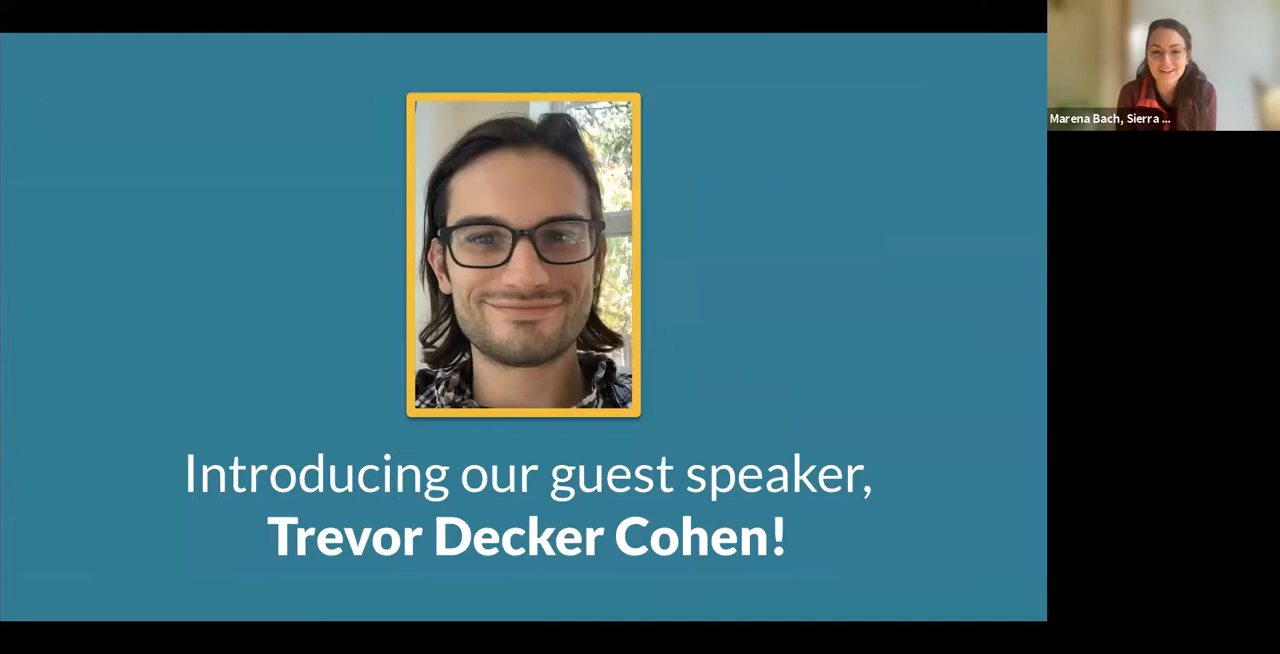 Marena Bach, Sierra ...
Introducing our guest speaker,
Trevor Decker Cohen!